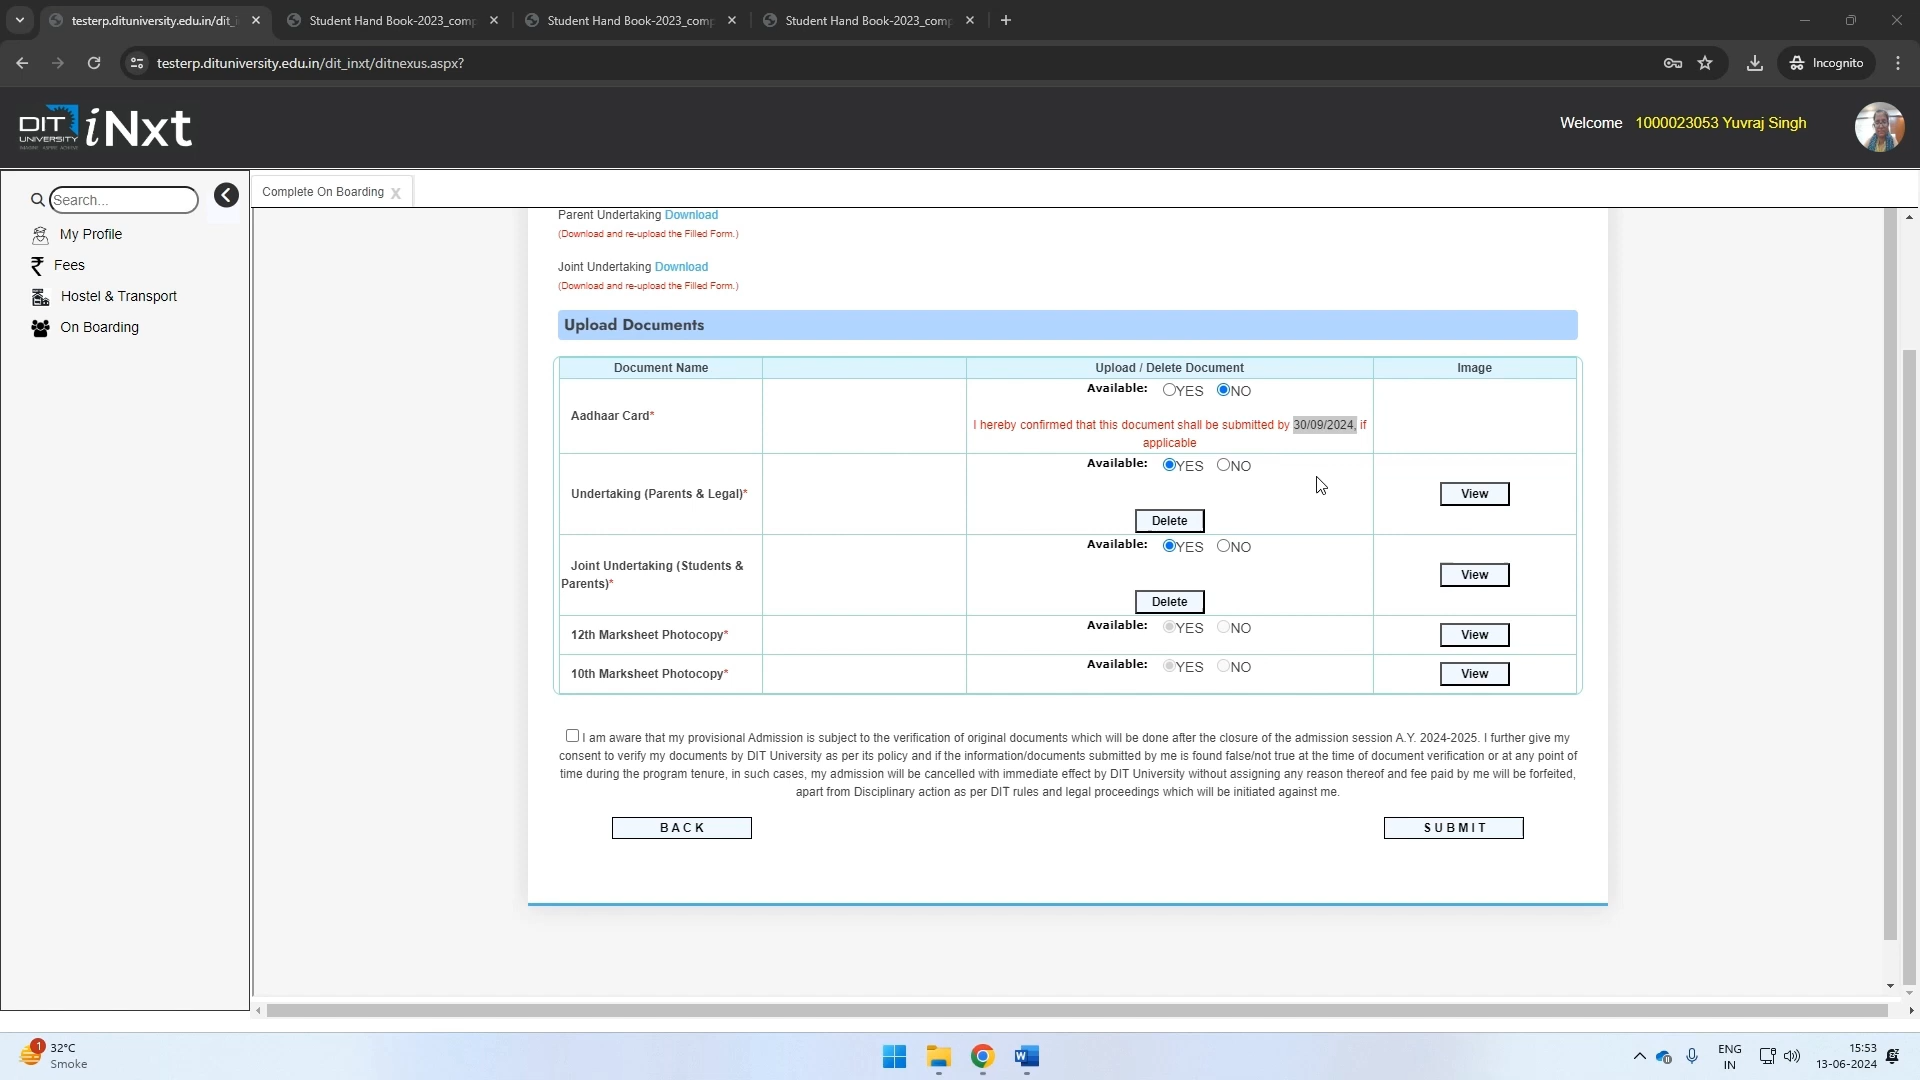 testerp.dituniversity.edu.in/dit_i
Student Hand Book-2023_comp
Student Hand Book-2023_comp
Student Hand Book-2023_comp
testerp.dituniversity.edu.in/dit_inxt/ditnexus.aspx?
Incognito
DIT UNIVERSITY iNxt
Welcome 1000023053 Yuvraj Singh
Search...
My Profile
Fees
Hostel & Transport
On Boarding
Complete On Boarding x
Parent Undertaking Download
(Download and re-upload the Filled Form.)
Joint Undertaking Download
(Download and re-upload the Filled Form.)
Upload Documents
Document Name Upload / Delete Document Image
Aadhaar Card* Available: YES NO
I hereby confirmed that this document shall be submitted by 30/09/2024, if
applicable
Undertaking (Parents & Legal)* Available: YES NO View
Delete
Joint Undertaking (Students &
Parents)* Available: YES NO View
Delete
12th Marksheet Photocopy* Available: YES NO View
10th Marksheet Photocopy* Available: YES NO View
I am aware that my provisional Admission is subject to the verification of original documents which will be done after the closure of the admission session A.Y. 2024-2025. I further give my
consent to verify my documents by DIT University as per its policy and if the information/documents submitted by me is found false/not true at the time of document verification or at any point of
time during the program tenure, in such cases, my admission will be cancelled with immediate effect by DIT University without assigning any reason thereof and fee paid by me will be forfeited,
apart from Disciplinary action as per DIT rules and legal proceedings which will be initiated against me.
BACK SUBMIT
1
32°C
Smoke
ENG
IN
15:53
13-06-2024